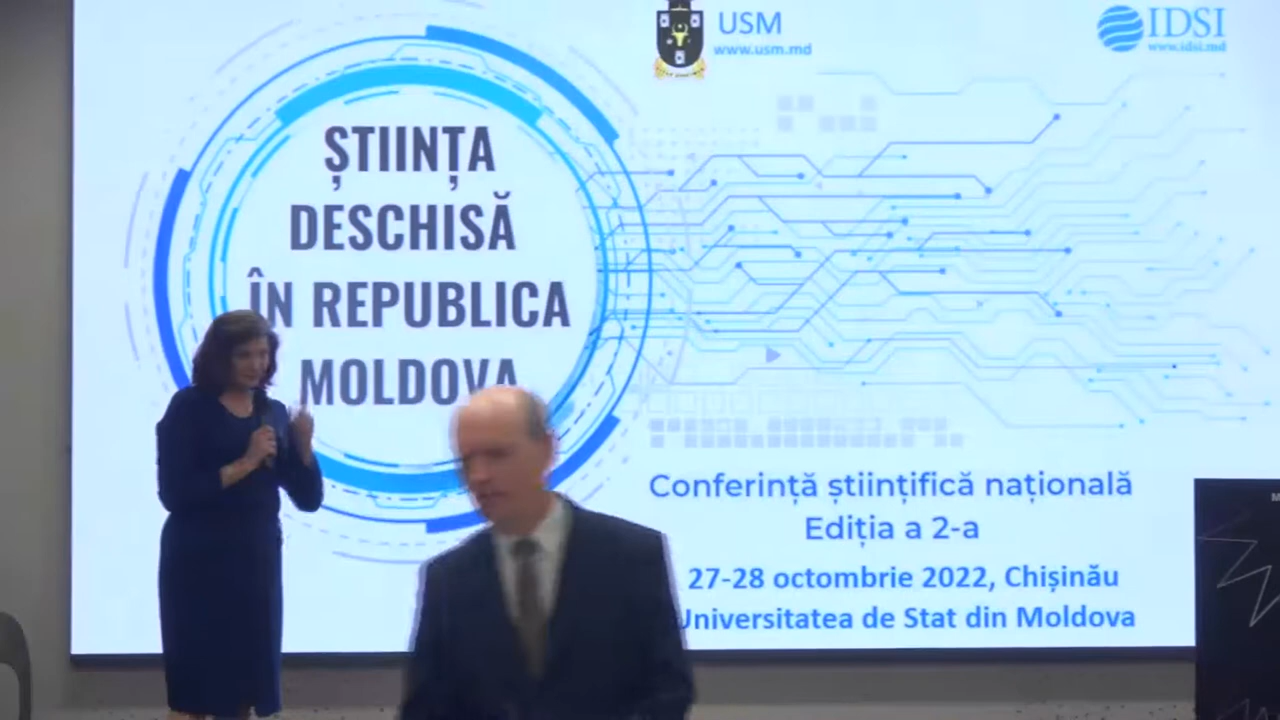 USM
www.usm.md
IDSI
www.idsi.md
ȘTIINȚA
DESCHISĂ
ÎN REPUBLICA
MOLDOVA
Conferință științifică națională
Ediția a 2-a
27-28 octombrie 2022, Chișinău
Universitatea de Stat din Moldova